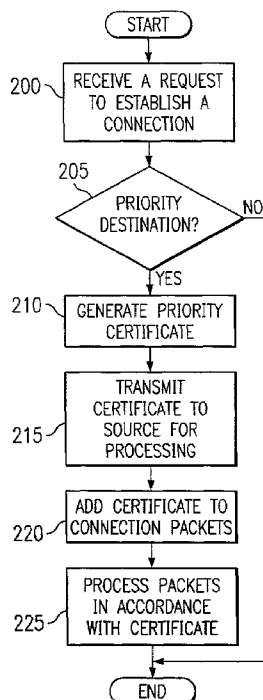 START
200
RECEIVE A REQUEST
TO ESTABLISH A
CONNECTION
205
PRIORITY
DESTINATION?
NO
YES
210
GENERATE PRIORITY
CERTIFICATE
215
TRANSMIT
CERTIFICATE TO
SOURCE FOR
PROCESSING
220
ADD CERTIFICATE TO
CONNECTION PACKETS
225
PROCESS PACKETS
IN ACCORDANCE
WITH CERTIFICATE
END